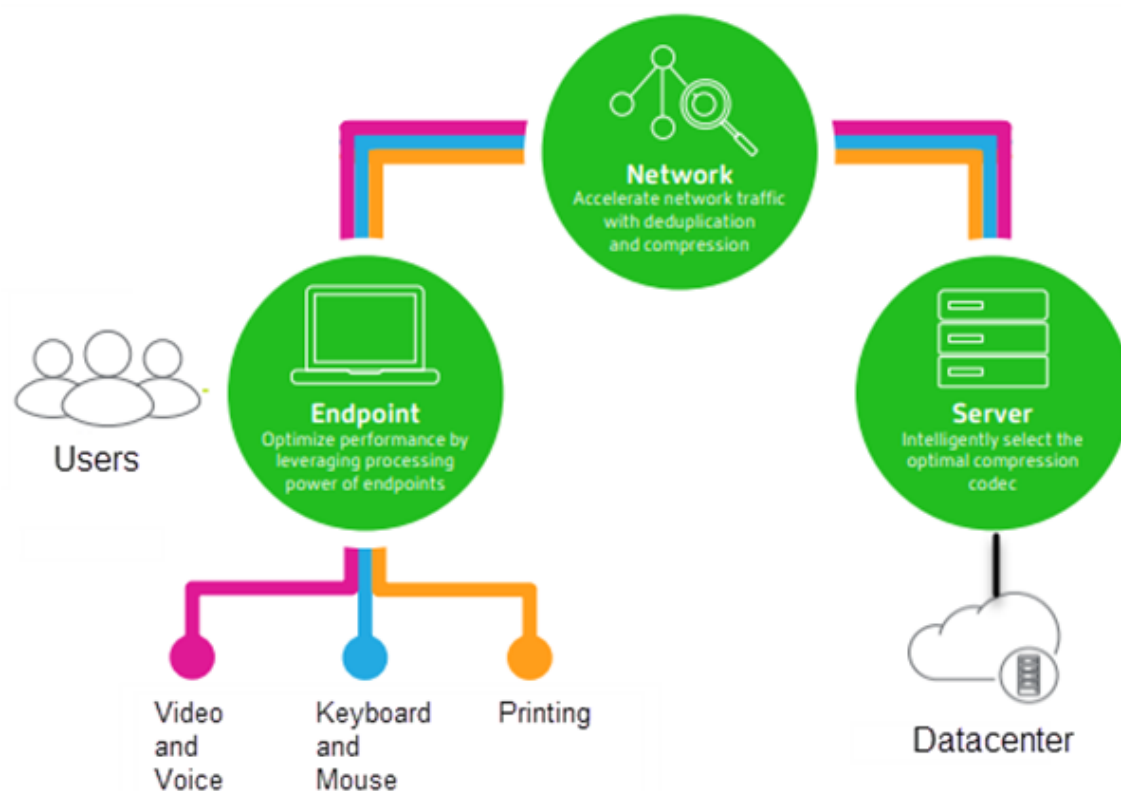 Network
Accelerate network traffic
with deduplication
and compression
Endpoint
Optimize performance by
leveraging processing
power of endpoints
Server
Intelligently select the
optimal compression
codec
Users
Video
and
Voice
Keyboard
and
Mouse
Printing
Datacenter